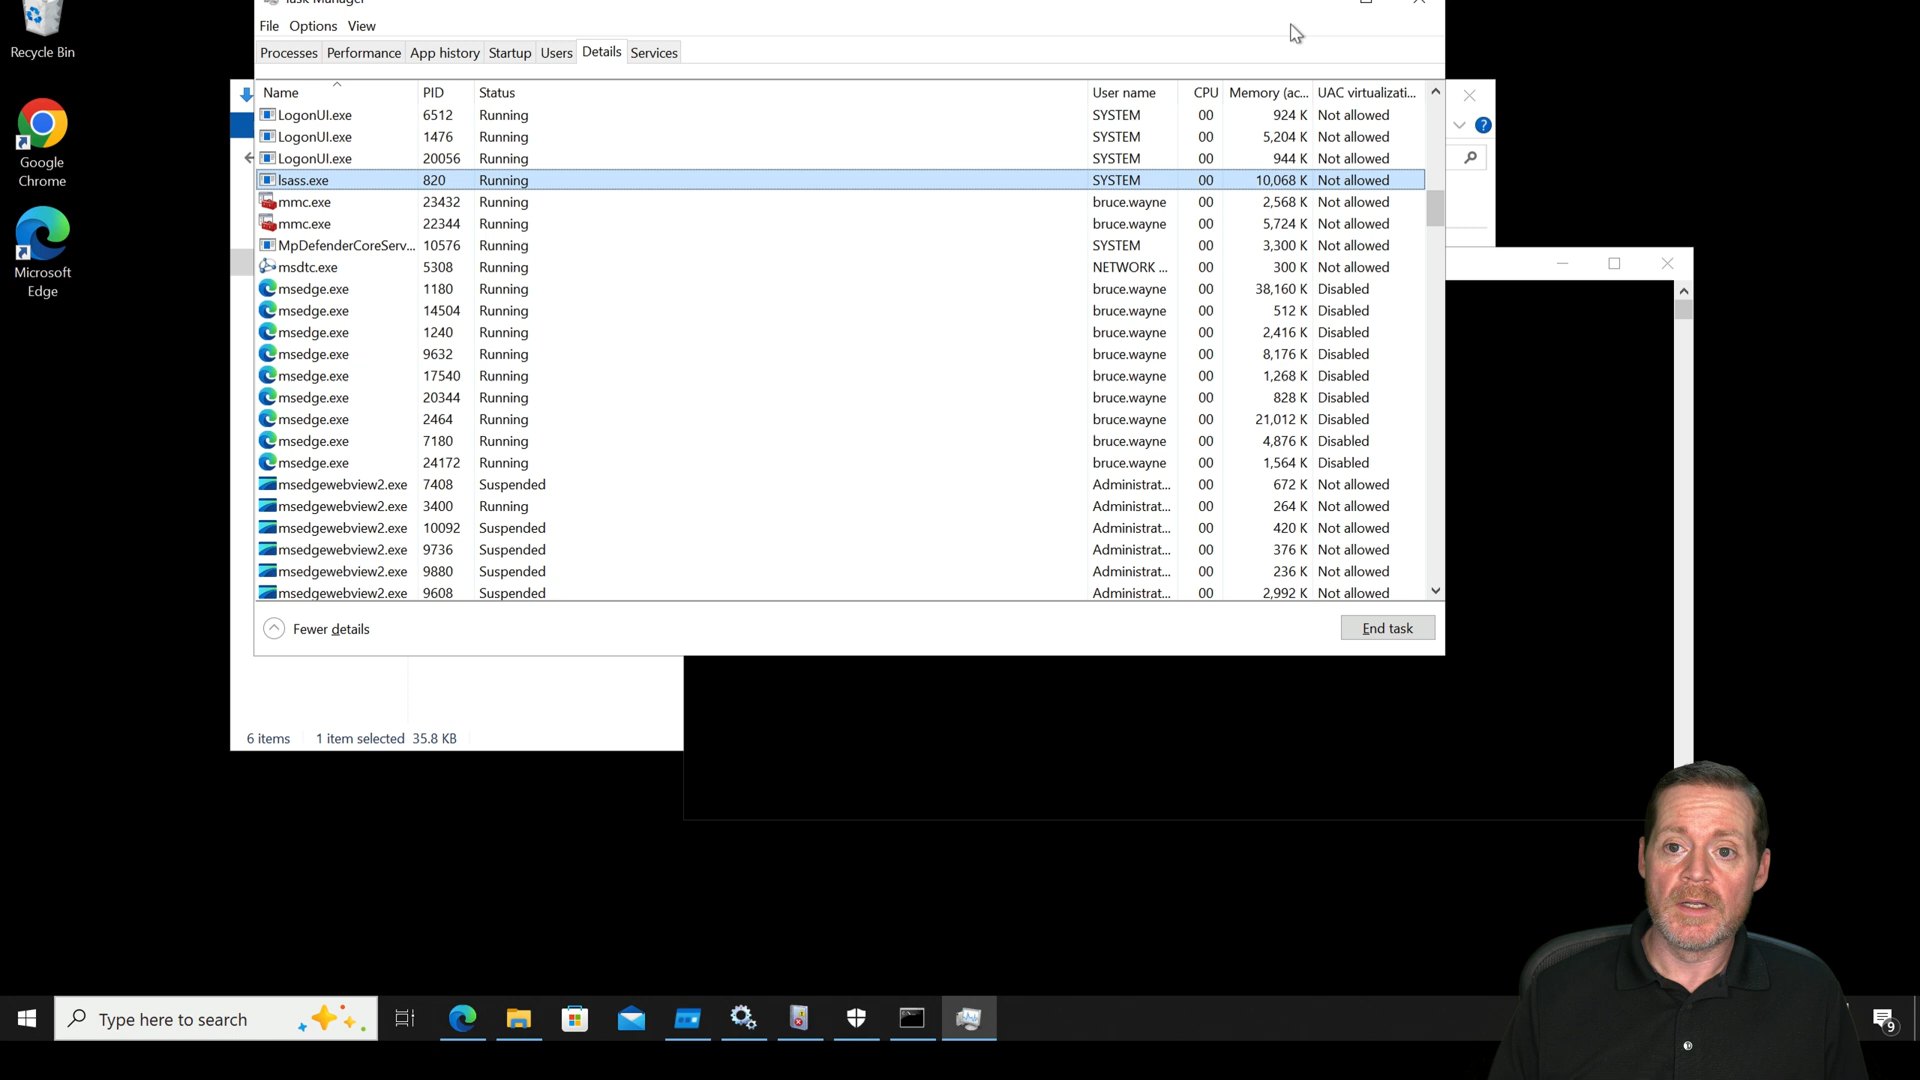 Task Manager
Recycle Bin
File Options View
Processes Performance App history Startup Users Details Services
Name PID Status User name CPU Memory (ac... UAC virtualizati...
LogonUI.exe 6512 Running SYSTEM 00 924 K Not allowed
LogonUI.exe 1476 Running SYSTEM 00 5,204 K Not allowed
LogonUI.exe 20056 Running SYSTEM 00 944 K Not allowed
lsass.exe 820 Running SYSTEM 00 10,068 K Not allowed
mmc.exe 23432 Running bruce.wayne 00 2,568 K Not allowed
mmc.exe 22344 Running bruce.wayne 00 5,724 K Not allowed
MpDefenderCoreServ... 10576 Running SYSTEM 00 3,300 K Not allowed
msdtc.exe 5308 Running NETWORK ... 00 300 K Not allowed
msedge.exe 1180 Running bruce.wayne 00 38,160 K Disabled
msedge.exe 14504 Running bruce.wayne 00 512 K Disabled
msedge.exe 1240 Running bruce.wayne 00 2,416 K Disabled
msedge.exe 9632 Running bruce.wayne 00 8,176 K Disabled
msedge.exe 17540 Running bruce.wayne 00 1,268 K Disabled
msedge.exe 20344 Running bruce.wayne 00 828 K Disabled
msedge.exe 2464 Running bruce.wayne 00 21,012 K Disabled
msedge.exe 7180 Running bruce.wayne 00 4,876 K Disabled
msedge.exe 24172 Running bruce.wayne 00 1,564 K Disabled
msedgewebview2.exe 7408 Suspended Administrat... 00 672 K Not allowed
msedgewebview2.exe 3400 Running Administrat... 00 264 K Not allowed
msedgewebview2.exe 10092 Suspended Administrat... 00 420 K Not allowed
msedgewebview2.exe 9736 Suspended Administrat... 00 376 K Not allowed
msedgewebview2.exe 9880 Suspended Administrat... 00 236 K Not allowed
msedgewebview2.exe 9608 Suspended Administrat... 00 2,992 K Not allowed
Fewer details End task
Google
Chrome
Microsoft
Edge
6 items 1 item selected 35.8 KB
Type here to search
9